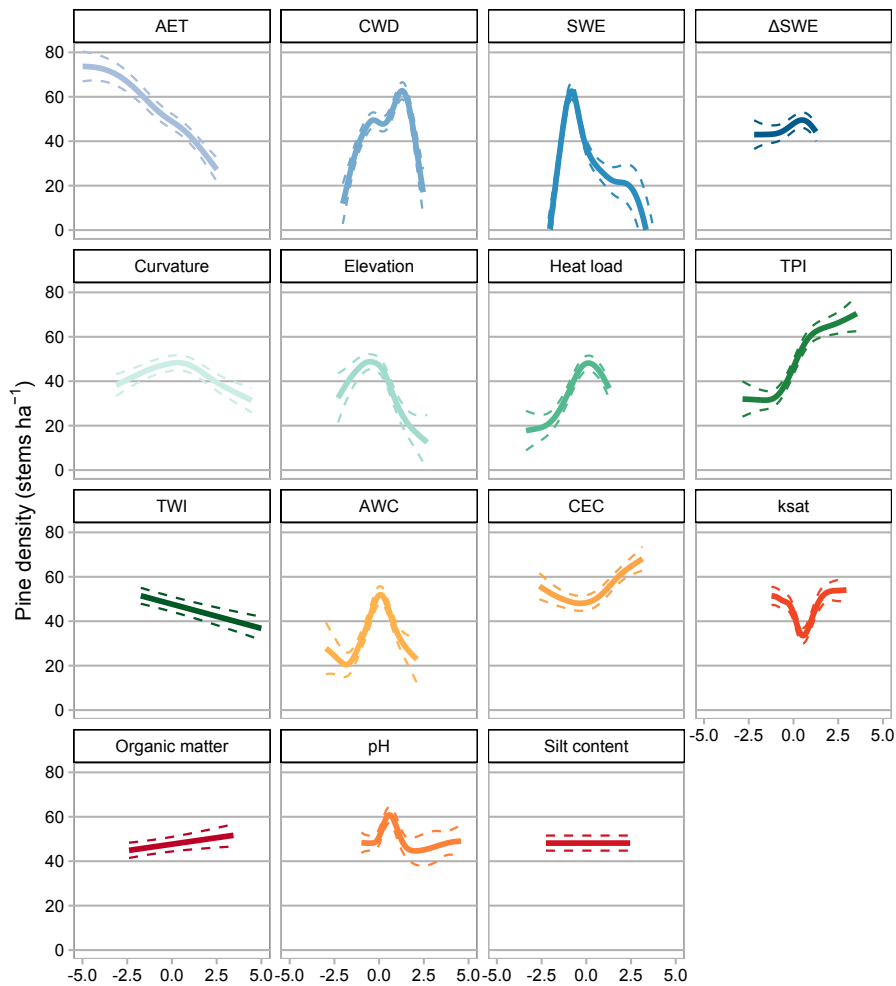 AET CWD SWE ΔSWE
80
60
40
20
0
Curvature Elevation Heat load TPI
80
60
40
20
0
Pine density (stems ha⁻¹)
TWI AWC CEC ksat
80
60
40
20
0
-5.0 -2.5 0.0 2.5 5.0
Organic matter pH Silt content
80
60
40
20
0
-5.0 -2.5 0.0 2.5 5.0 -5.0 -2.5 0.0 2.5 5.0 -5.0 -2.5 0.0 2.5 5.0